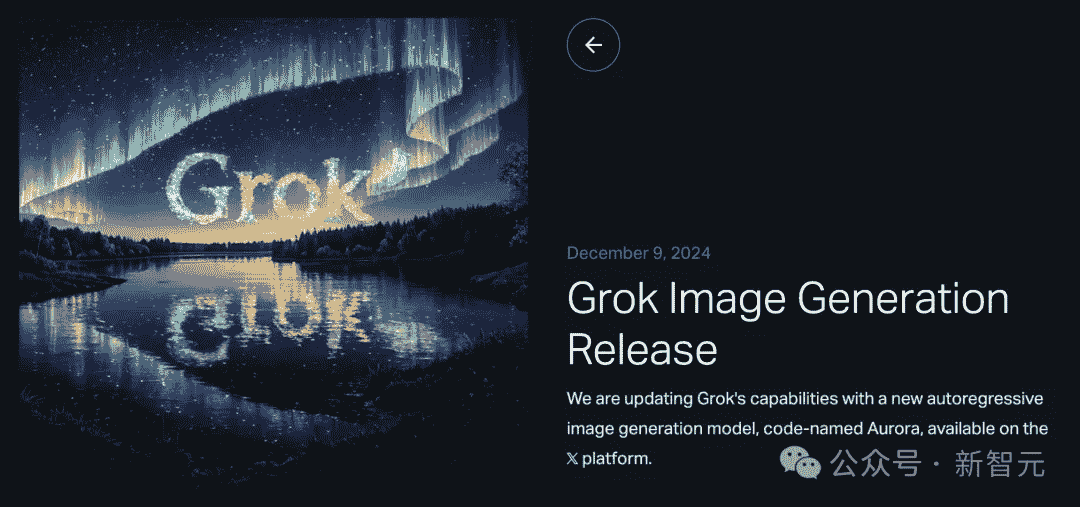 Grok
December 9, 2024
Grok Image Generation
Release
We are updating Grok's capabilities with a new autoregressive
image generation model, code-named Aurora, available on the
𝕏 platform.
公众号 · 新智元